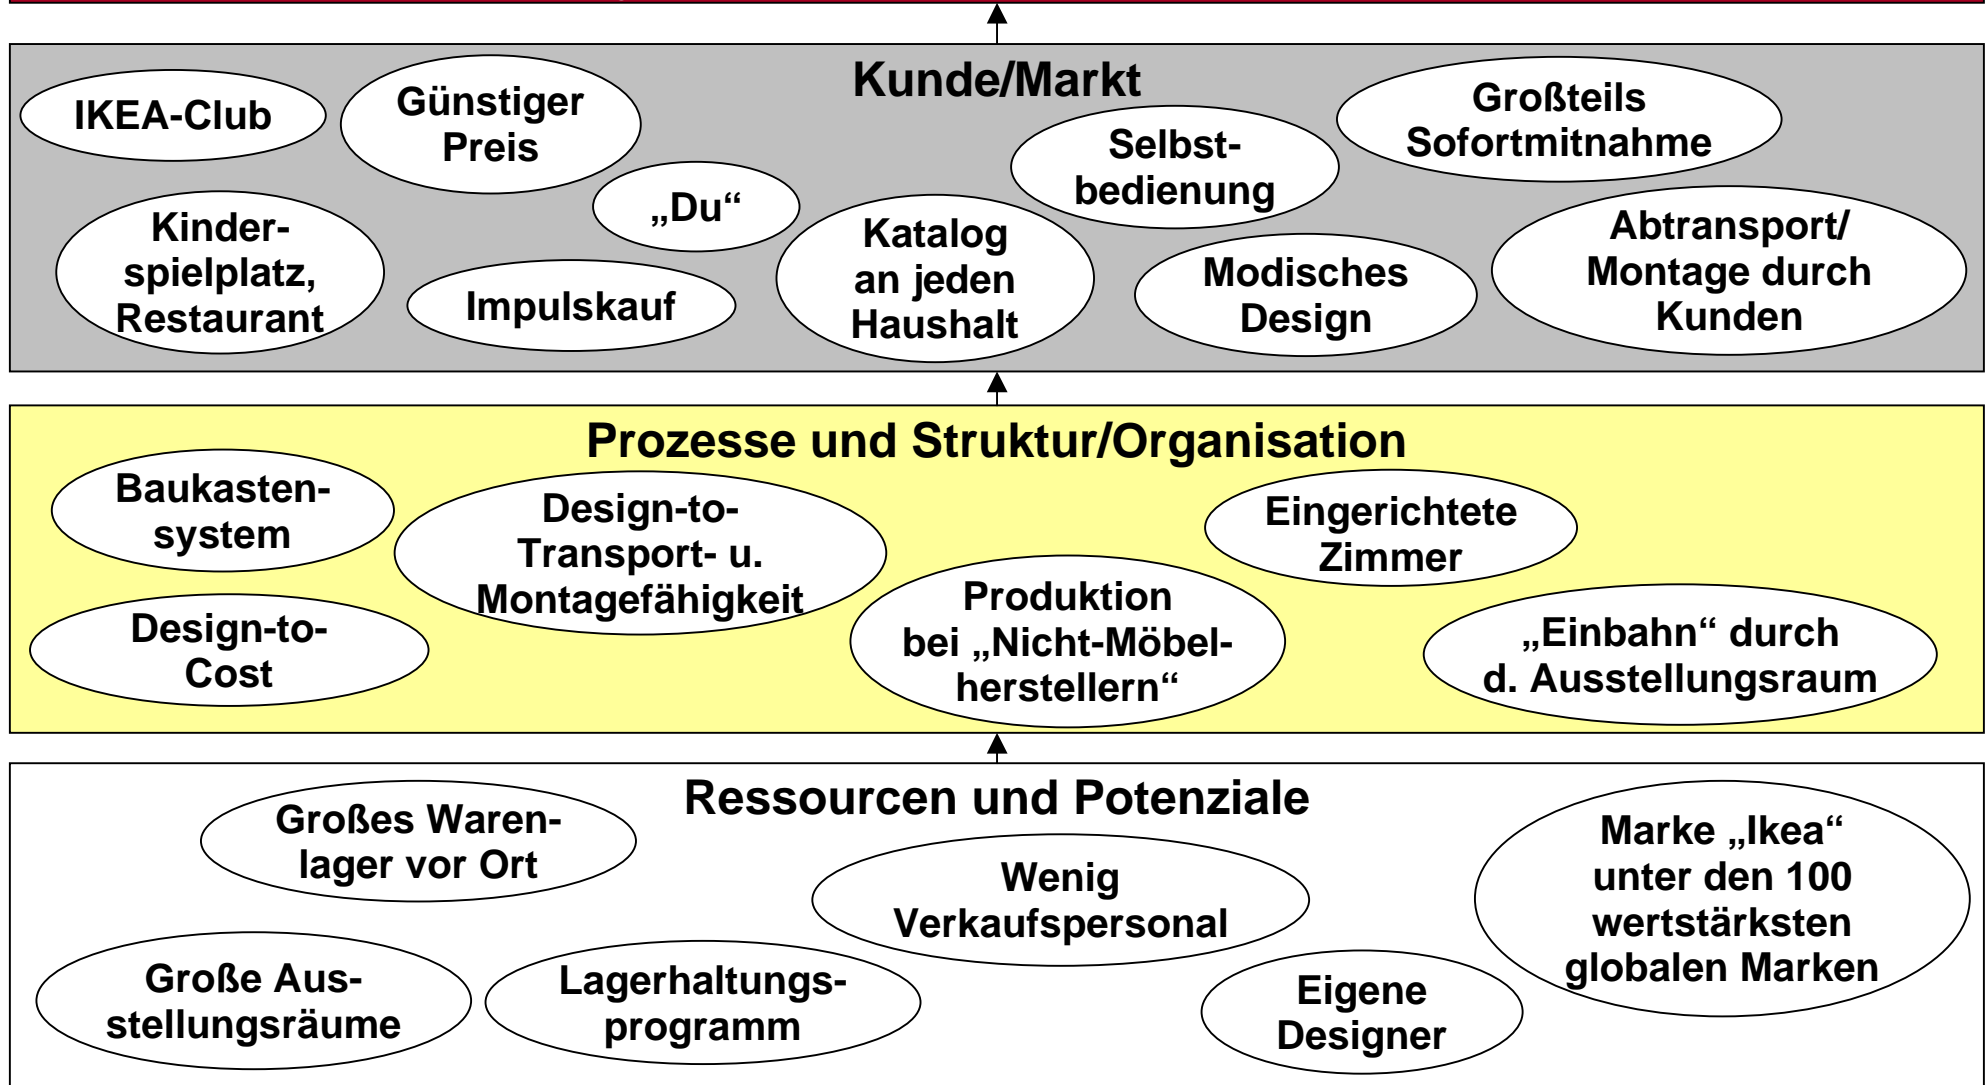 Kunde/Markt
IKEA-Club
Günstiger
Preis
„Du“
Selbst-
bedienung
Großteils
Sofortmitnahme
Kinder-
spielplatz,
Restaurant
Impulskauf
Katalog
an jeden
Haushalt
Modisches
Design
Abtransport/
Montage durch
Kunden
Prozesse und Struktur/Organisation
Baukasten-
system
Design-to-
Transport- u.
Montagefähigkeit
Eingerichtete
Zimmer
Design-to-
Cost
Produktion
bei „Nicht-Möbel-
herstellern“
„Einbahn“ durch
d. Ausstellungsraum
Ressourcen und Potenziale
Großes Waren-
lager vor Ort
Wenig
Verkaufspersonal
Marke „Ikea“
unter den 100
wertstärksten
globalen Marken
Große Aus-
stellungsräume
Lagerhaltungs-
programm
Eigene
Designer